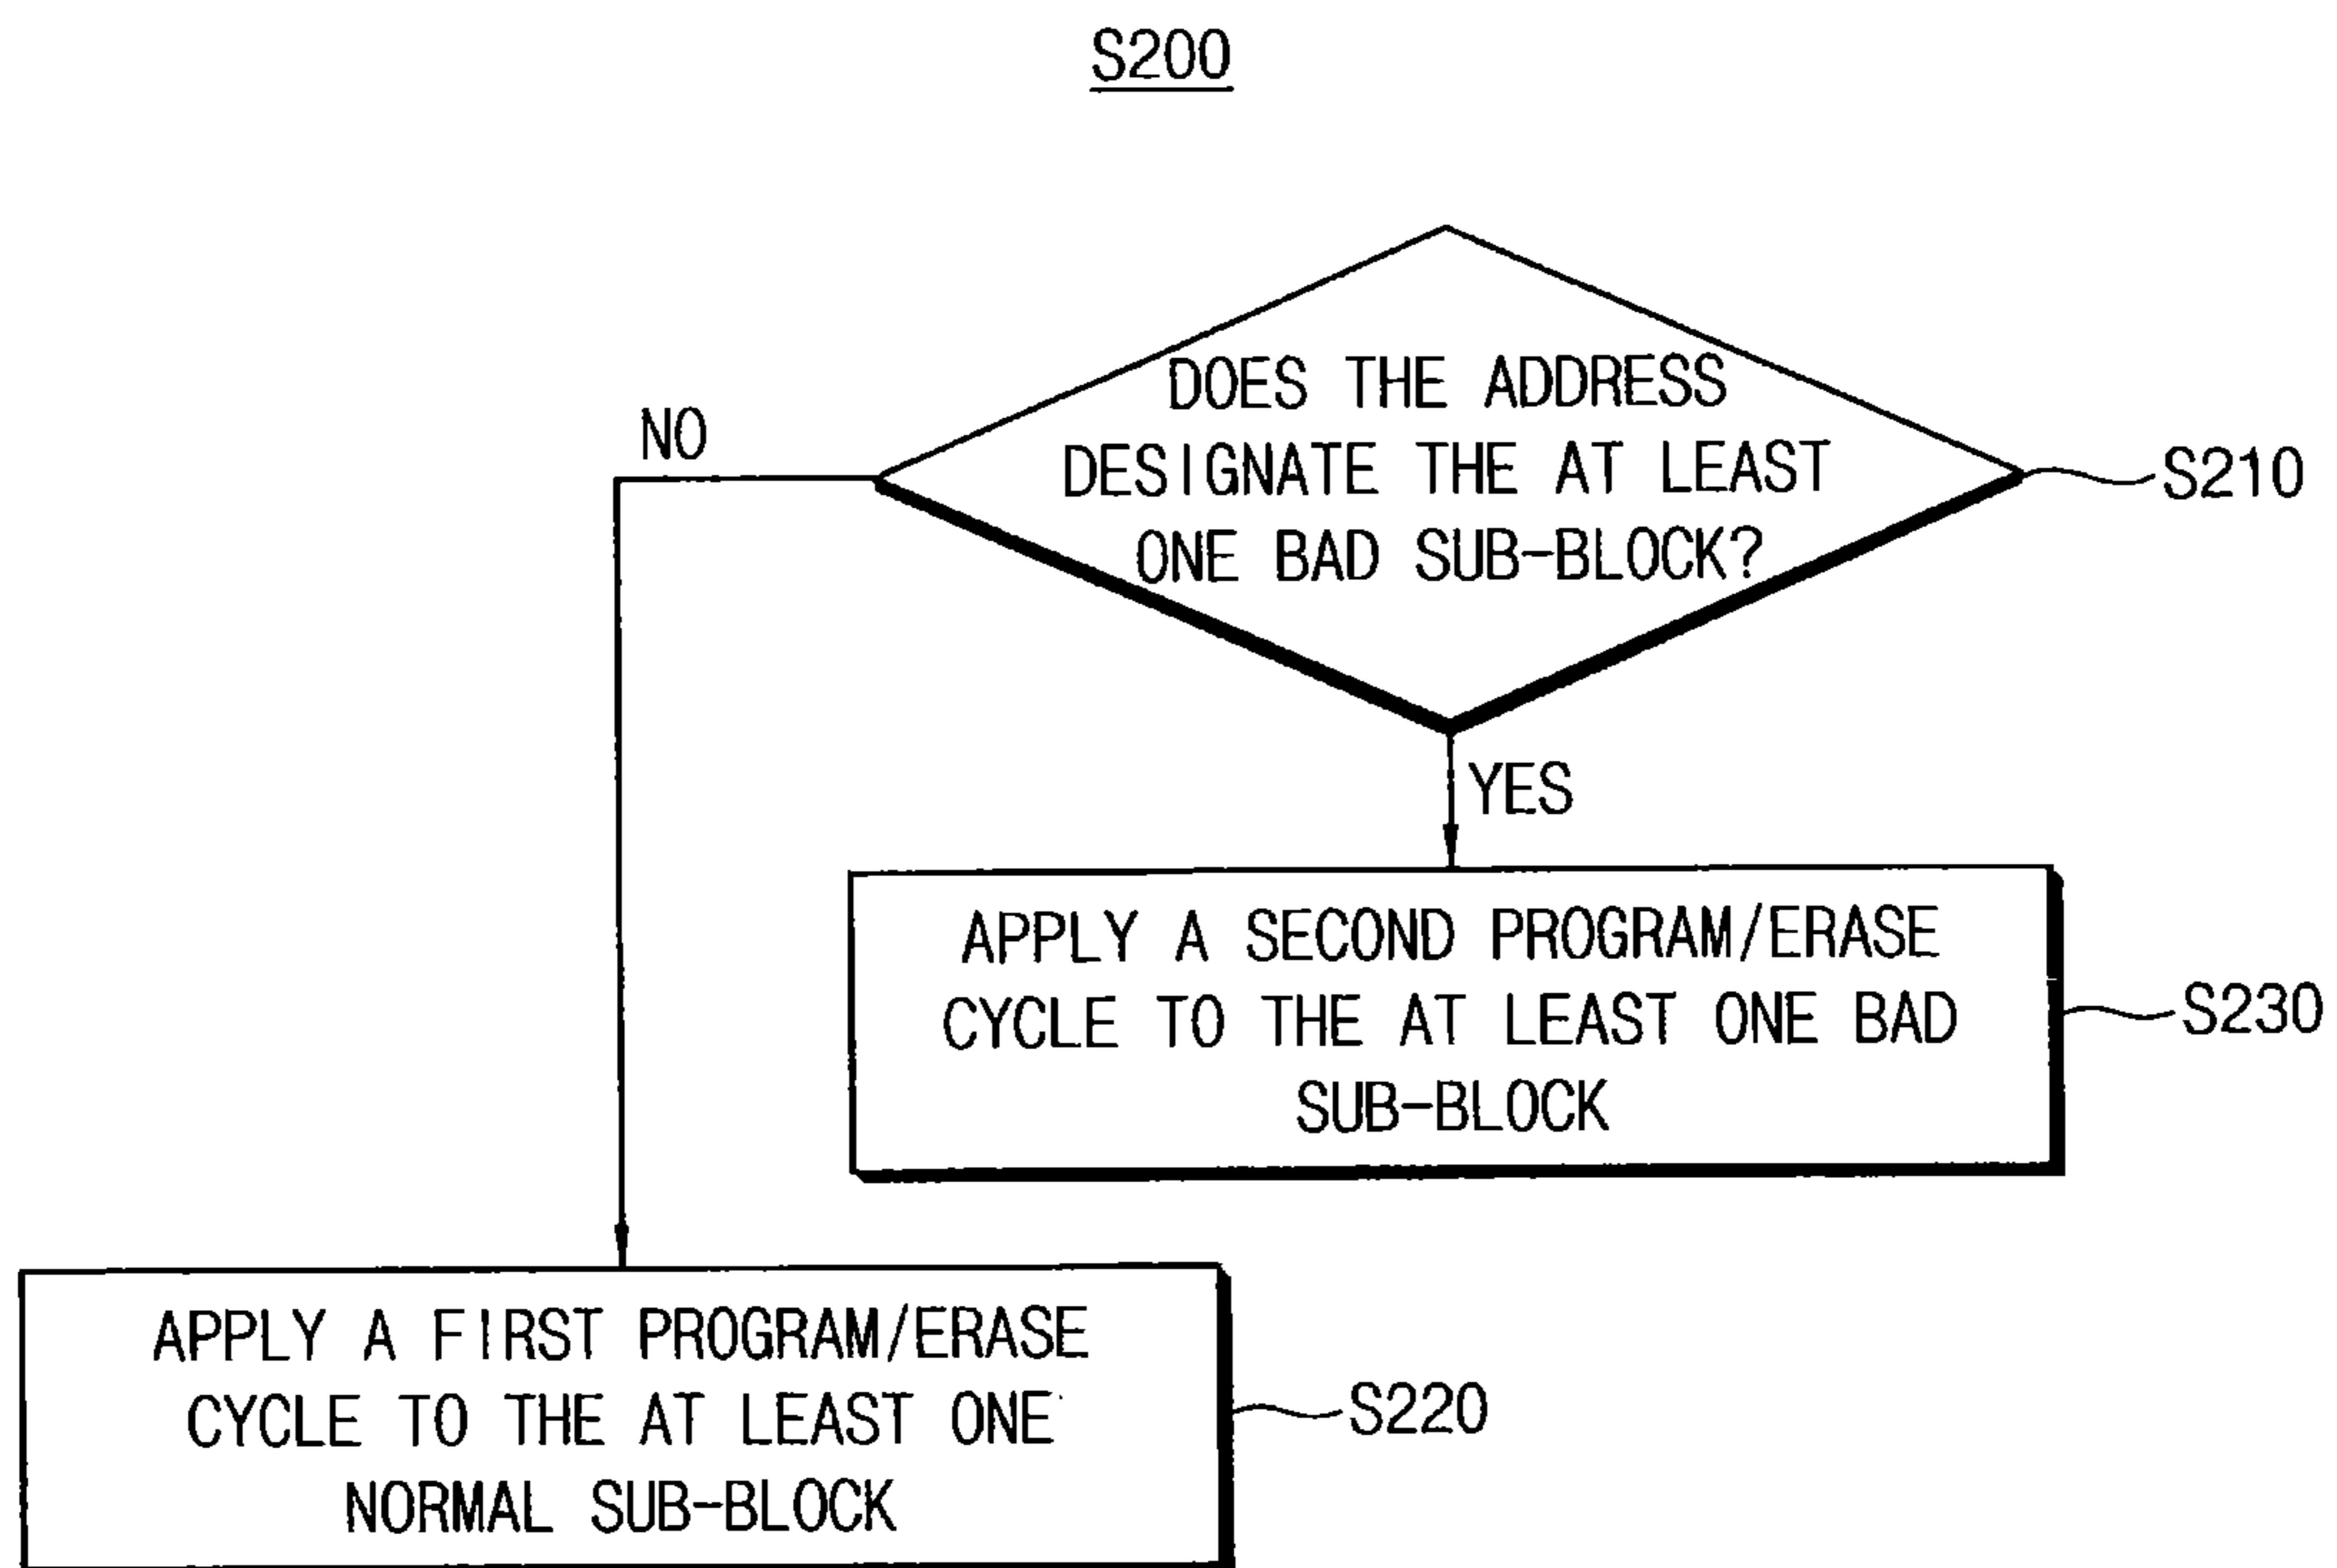 S200
DOES THE ADDRESS
DESIGNATE THE AT LEAST
ONE BAD SUB-BLOCK?
S210
NO
YES
APPLY A SECOND PROGRAM/ERASE
CYCLE TO THE AT LEAST ONE BAD
SUB-BLOCK
S230
APPLY A FIRST PROGRAM/ERASE
CYCLE TO THE AT LEAST ONE
NORMAL SUB-BLOCK
S220